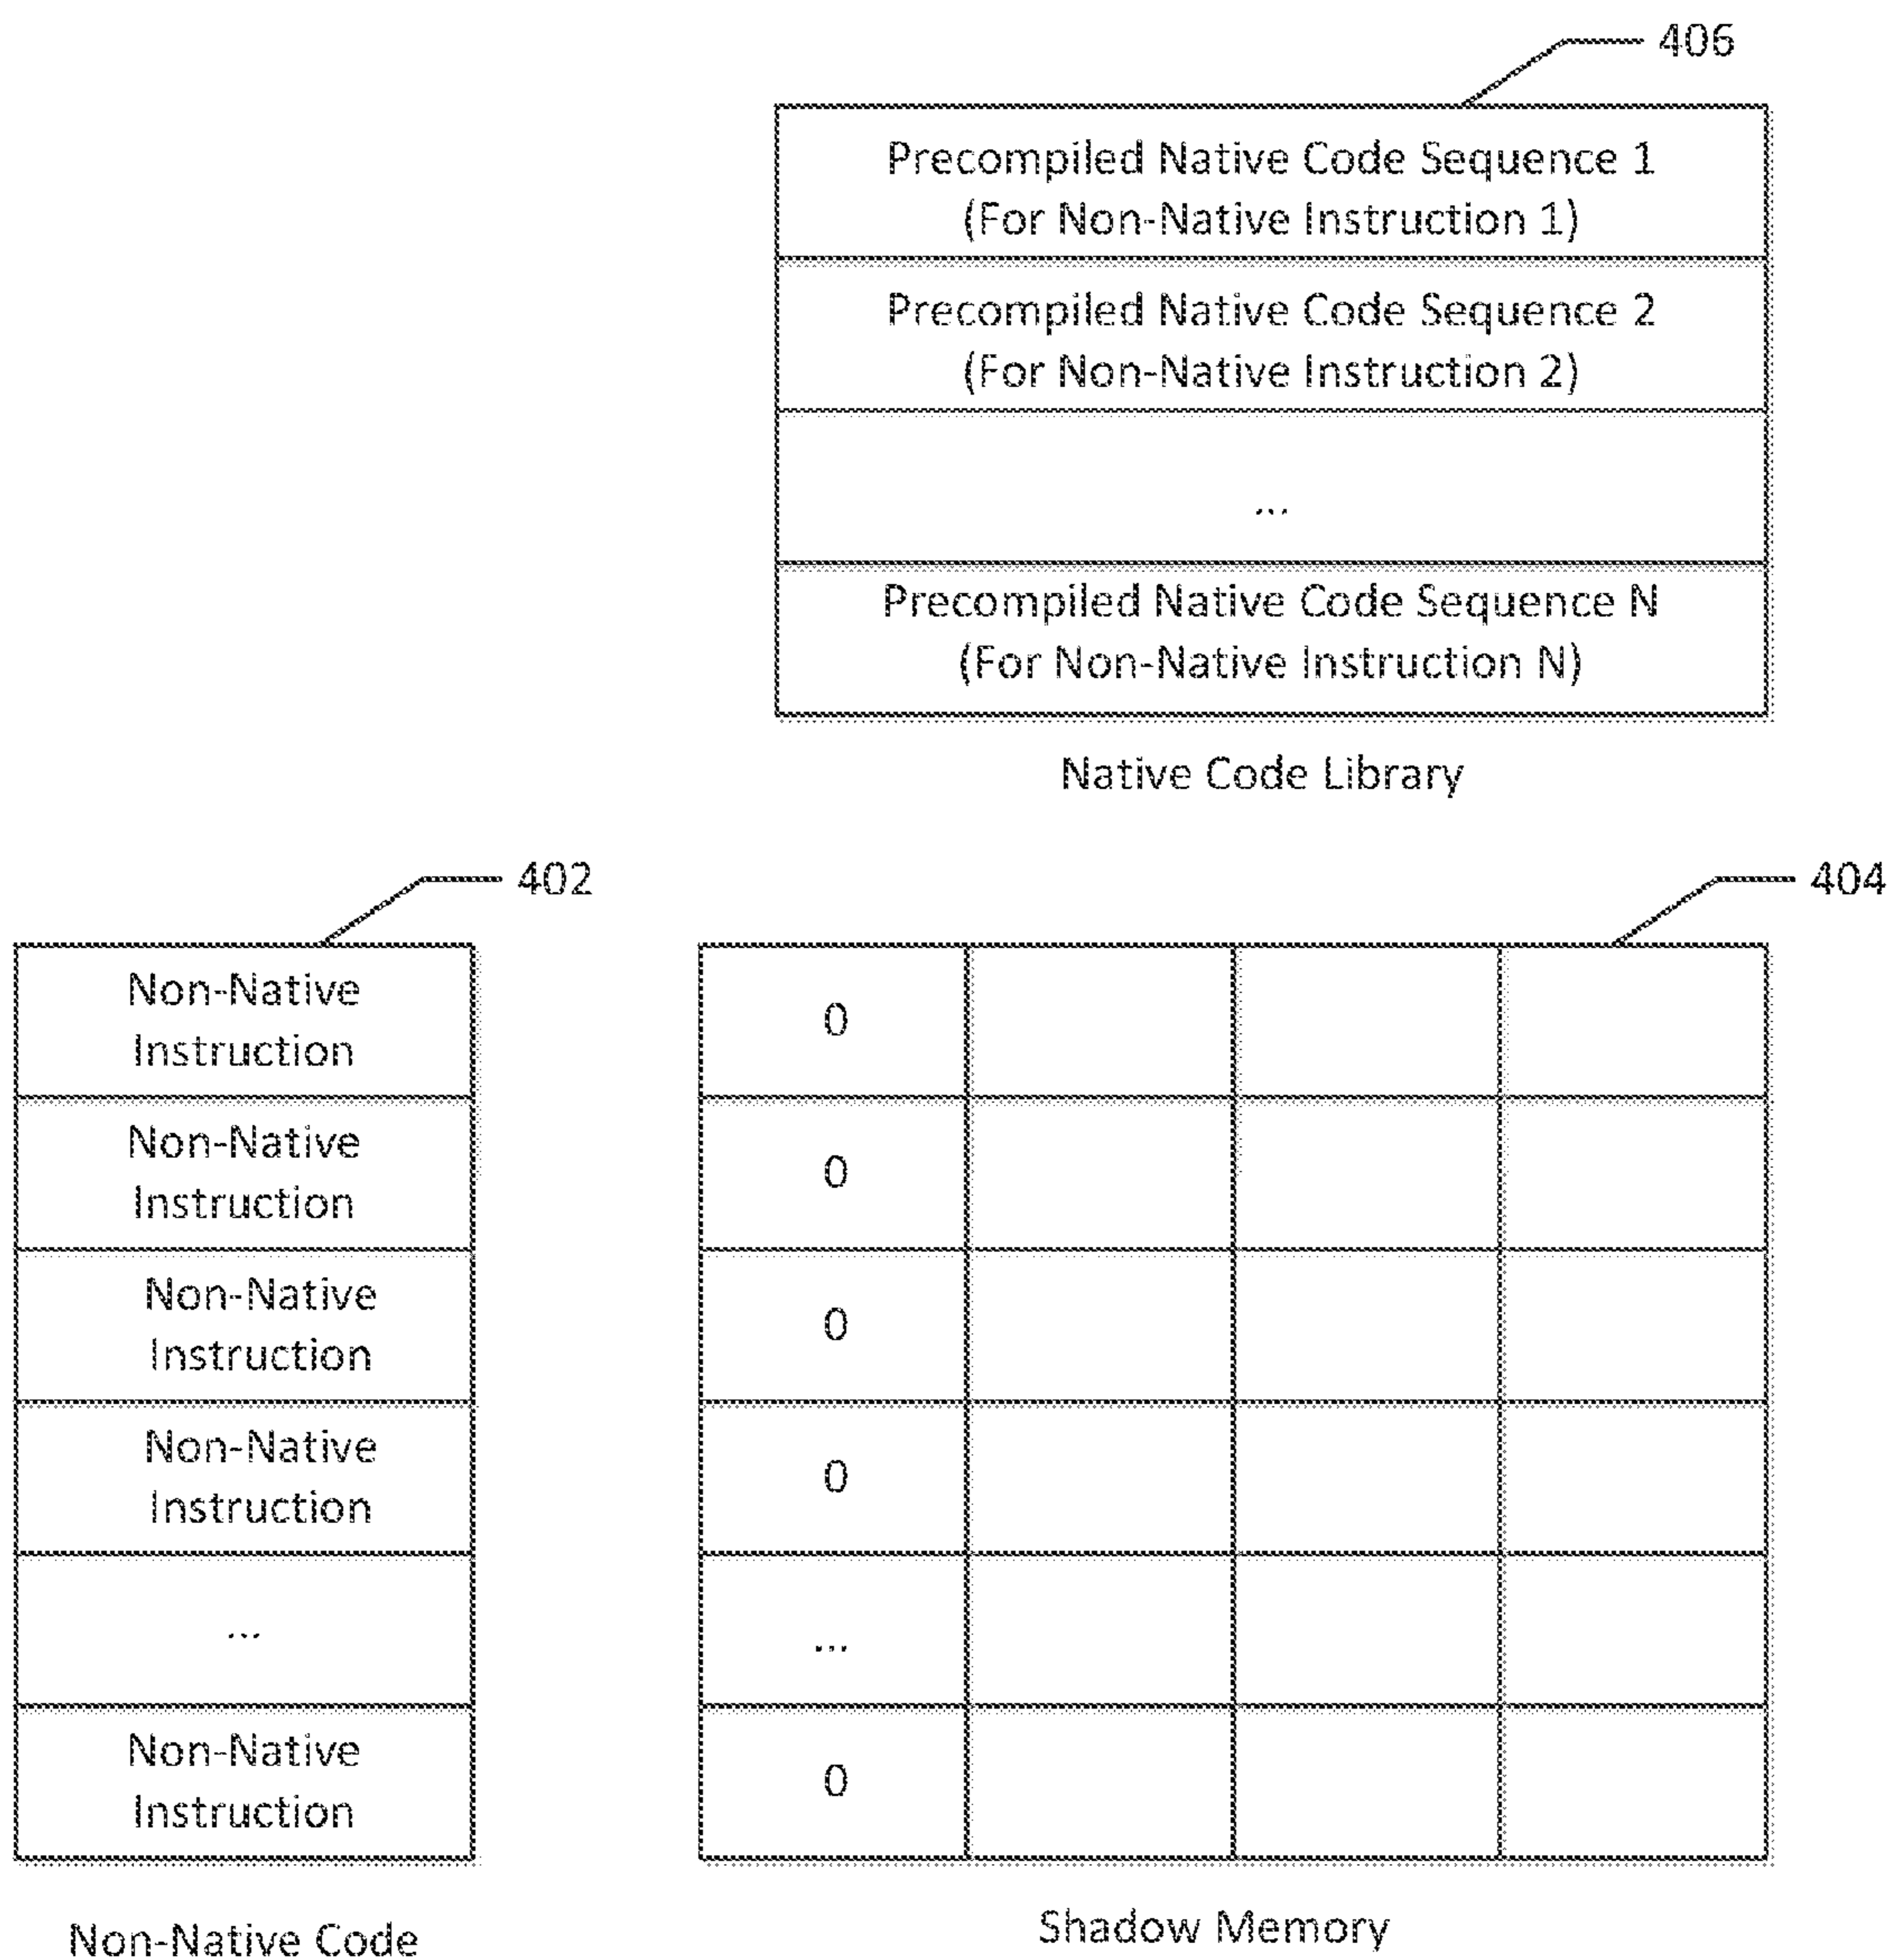 406
Precompiled Native Code Sequence 1
(For Non-Native Instruction 1)
Precompiled Native Code Sequence 2
(For Non-Native Instruction 2)
...
Precompiled Native Code Sequence N
(For Non-Native Instruction N)
Native Code Library
402
Non-Native
Instruction
Non-Native
Instruction
Non-Native
Instruction
Non-Native
Instruction
...
Non-Native
Instruction
Non-Native Code
404
0
0
0
0
...
0
Shadow Memory